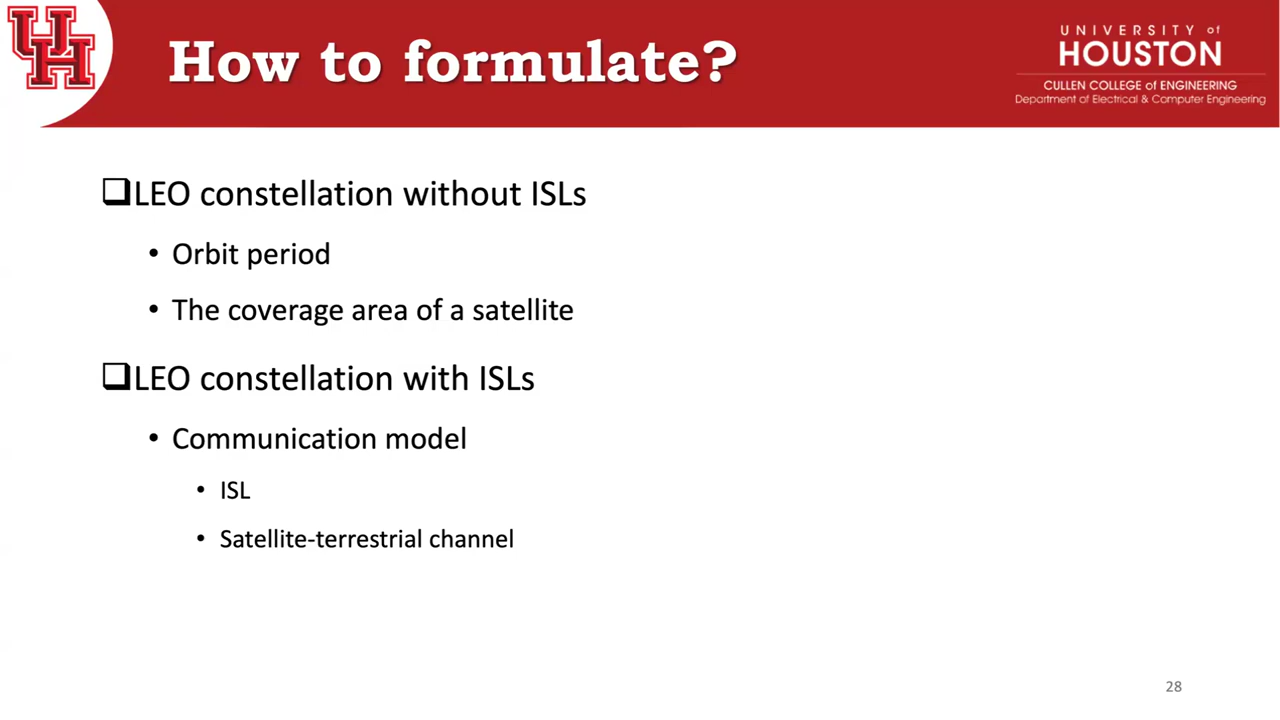 UH
How to formulate?
UNIVERSITY of
HOUSTON
CULLEN COLLEGE of ENGINEERING
Department of Electrical & Computer Engineering
❑LEO constellation without ISLs
• Orbit period
• The coverage area of a satellite
❑LEO constellation with ISLs
• Communication model
• ISL
• Satellite-terrestrial channel
28